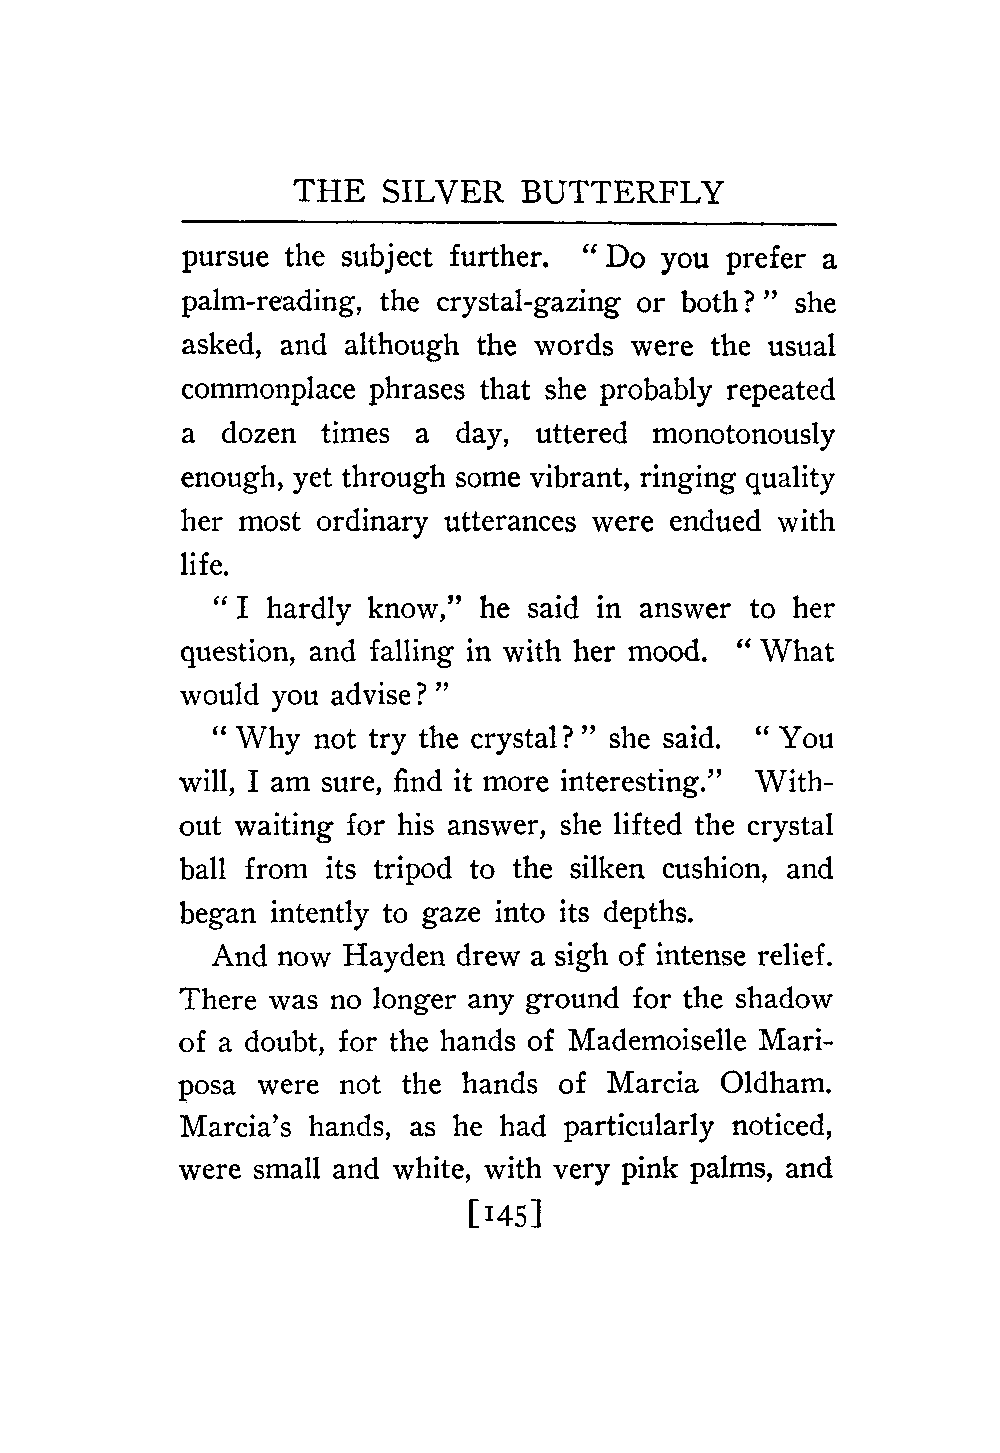 THE SILVER BUTTERFLY
pursue the subject further. “ Do you prefer a
palm-reading, the crystal-gazing or both? ” she
asked, and although the words were the usual
commonplace phrases that she probably repeated
a dozen times a day, uttered monotonously
enough, yet through some vibrant, ringing quality
her most ordinary utterances were endued with
life.
“ I hardly know,” he said in answer to her
question, and falling in with her mood. “ What
would you advise? ”
“ Why not try the crystal? ” she said. “ You
will, I am sure, find it more interesting.” With-
out waiting for his answer, she lifted the crystal
ball from its tripod to the silken cushion, and
began intently to gaze into its depths.
And now Hayden drew a sigh of intense relief.
There was no longer any ground for the shadow
of a doubt, for the hands of Mademoiselle Mari-
posa were not the hands of Marcia Oldham.
Marcia’s hands, as he had particularly noticed,
were small and white, with very pink palms, and
[145]